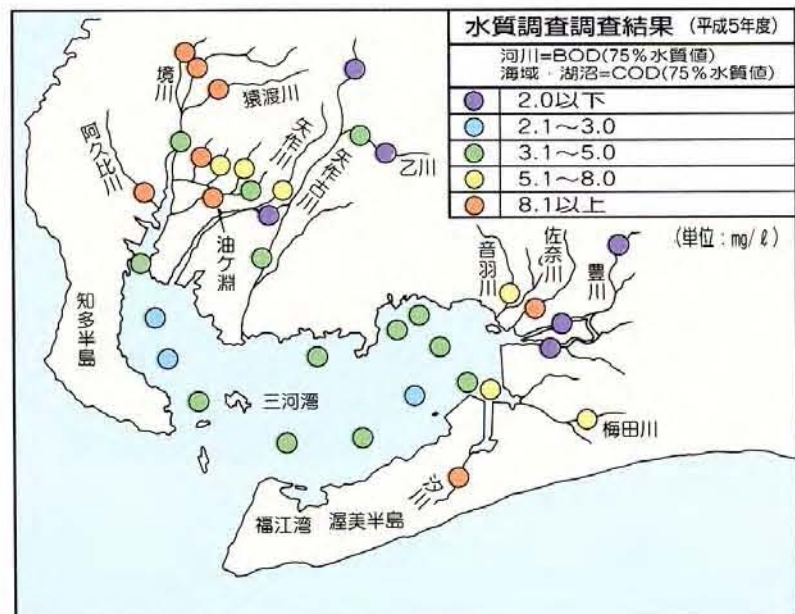 水質調査調査結果 (平成5年度)
河川=BOD(75%水質値)
海域・湖沼=COD(75%水質値)
2.0以下
2.1～3.0
3.1～5.0
5.1～8.0
8.1以上
(単位：mg/ℓ)
境川
猿渡川
阿久比川
矢作川
矢作古川
乙川
油ケ淵
音羽川
佐奈川
豊川
知多半島
三河湾
梅田川
汐川
福江湾
渥美半島